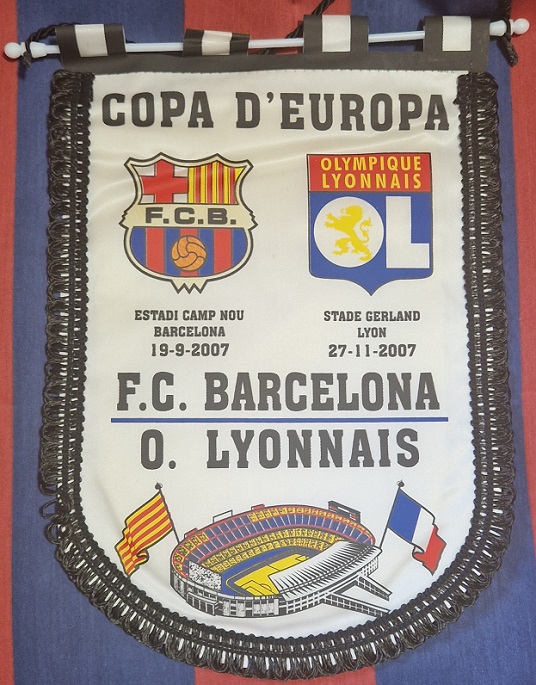 COPA D'EUROPA
F.C.B.
OLYMPIQUE
LYONNAIS
OL
ESTADI CAMP NOU
BARCELONA
19-9-2007
STADE GERLAND
LYON
27-11-2007
F.C. BARCELONA
O. LYONNAIS